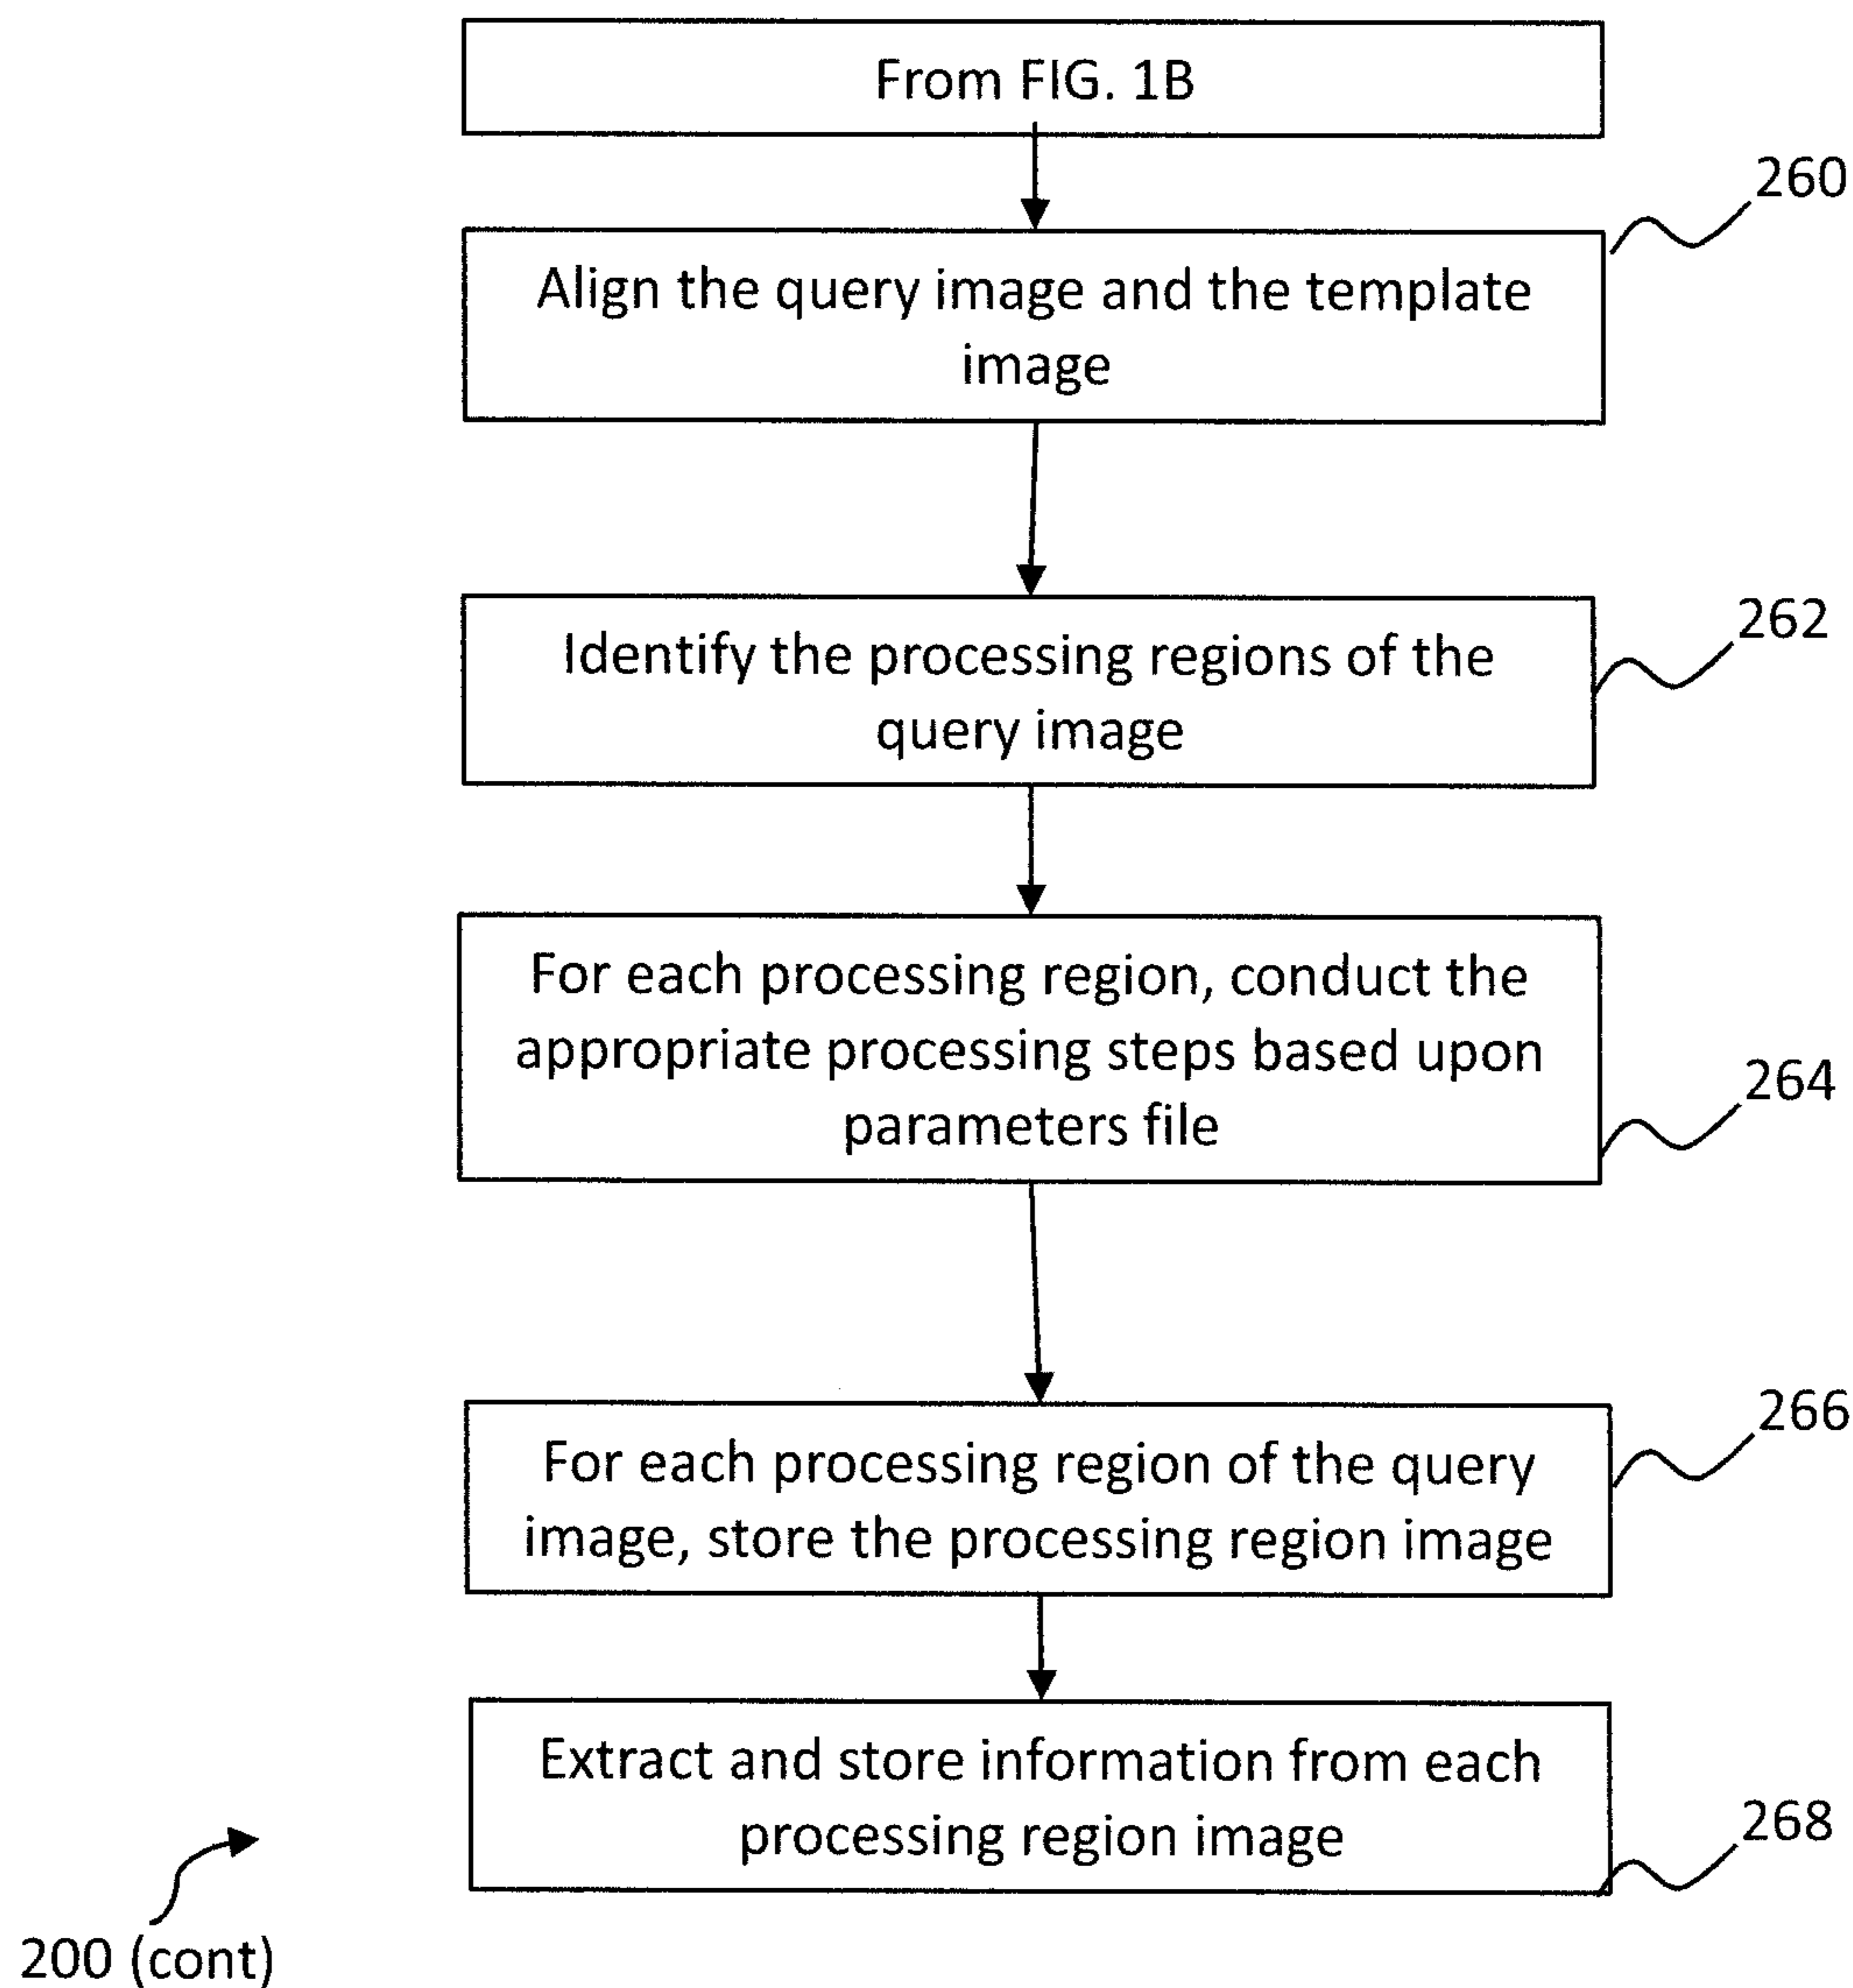 From FIG. 1B
260
Align the query image and the template
image
262
Identify the processing regions of the
query image
For each processing region, conduct the
appropriate processing steps based upon
parameters file
264
266
For each processing region of the query
image, store the processing region image
Extract and store information from each
processing region image
268
200 (cont)